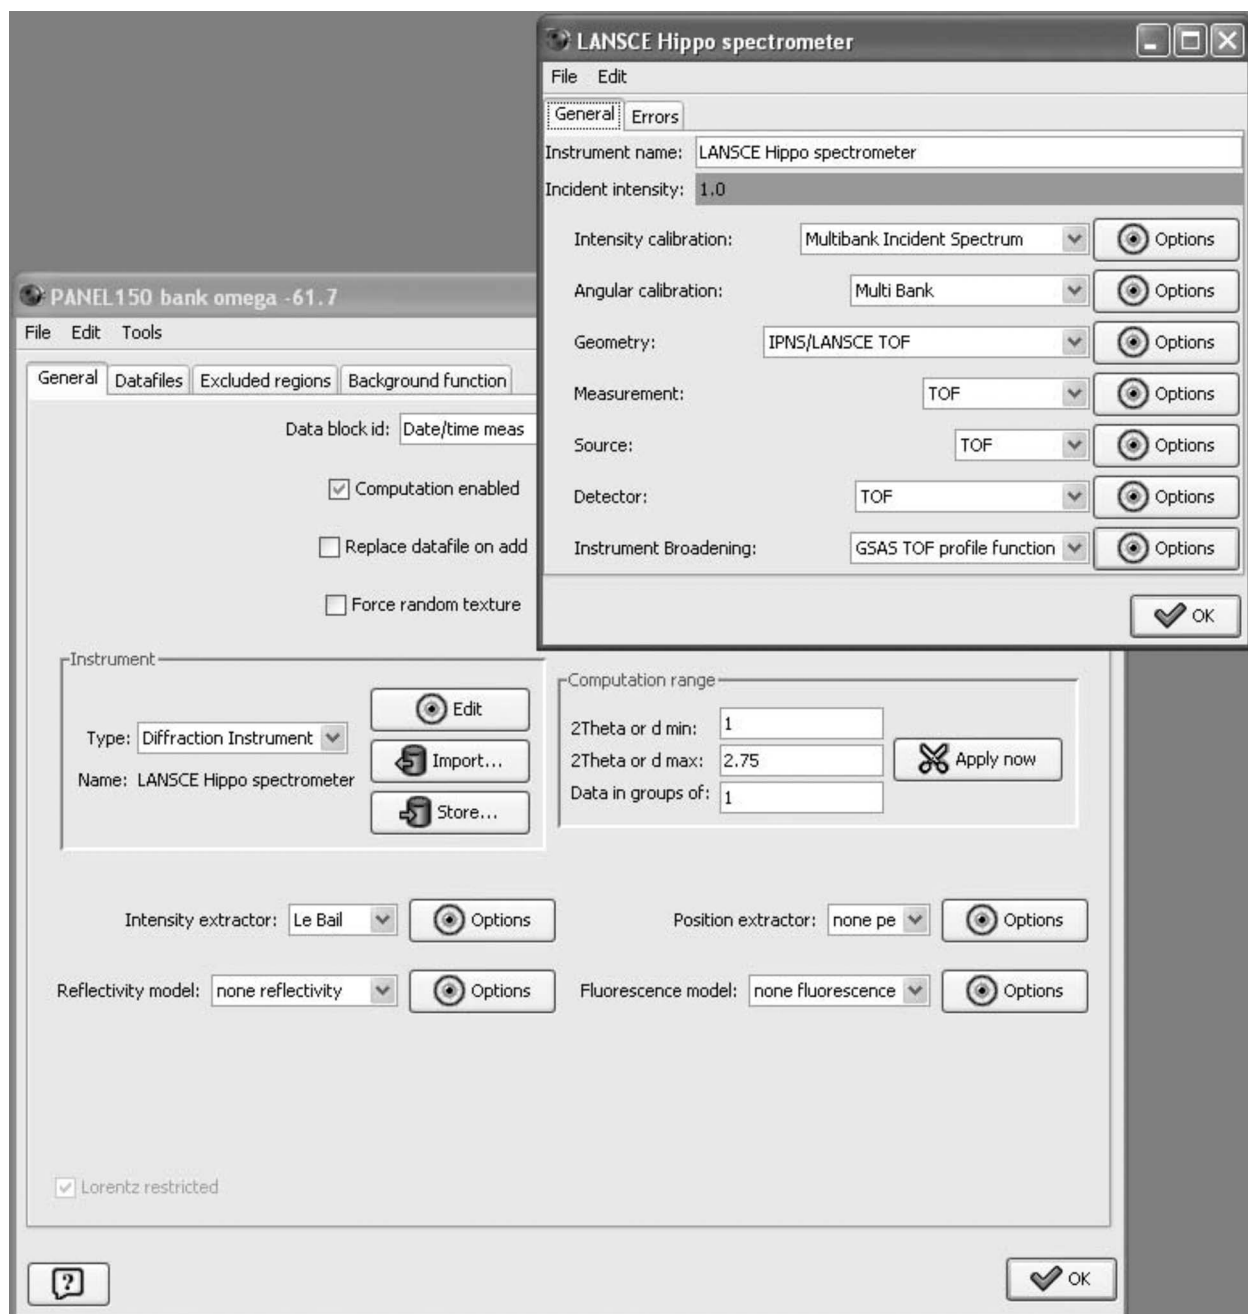 LANSCE Hippo spectrometer
File Edit
General Errors
Instrument name: LANSCE Hippo spectrometer
Incident intensity: 1.0
Intensity calibration: Multibank Incident Spectrum Options
Angular calibration: Multi Bank Options
Geometry: IPNS/LANSCE TOF Options
Measurement: TOF Options
Source: TOF Options
Detector: TOF Options
Instrument Broadening: GSAS TOF profile function Options
OK
PANEL150 bank omega -61.7
File Edit Tools
General Datafiles Excluded regions Background function
Data block id: Date/time meas
Computation enabled
Replace datafile on add
Force random texture
Instrument
Type: Diffraction Instrument
Name: LANSCE Hippo spectrometer
Edit
Import...
Store...
Computation range
2Theta or d min: 1
2Theta or d max: 2.75
Data in groups of: 1
Apply now
Intensity extractor: Le Bail Options Position extractor: none pe Options
Reflectivity model: none reflectivity Options Fluorescence model: none fluorescence Options
Lorentz restricted
?
OK